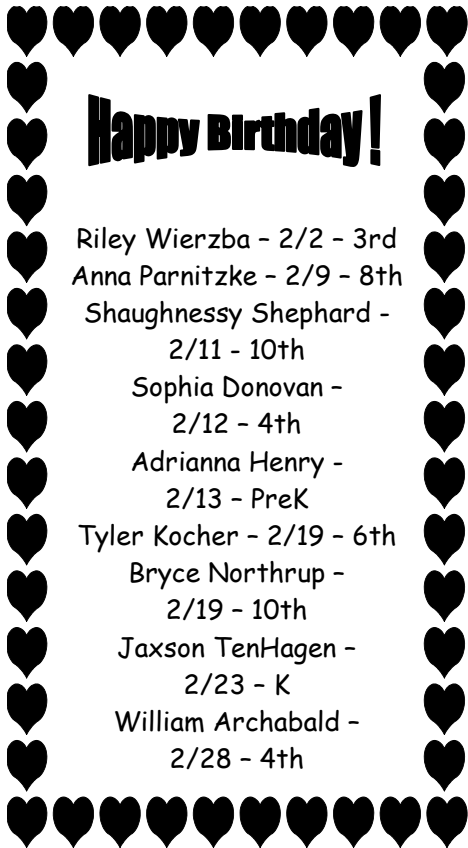 Happy Birthday!
Riley Wierzba – 2/2 – 3rd
Anna Parnitzke – 2/9 – 8th
Shaughnessy Shephard -
2/11 - 10th
Sophia Donovan –
2/12 – 4th
Adrianna Henry -
2/13 – PreK
Tyler Kocher – 2/19 – 6th
Bryce Northrup –
2/19 – 10th
Jaxson TenHagen –
2/23 – K
William Archabald –
2/28 – 4th